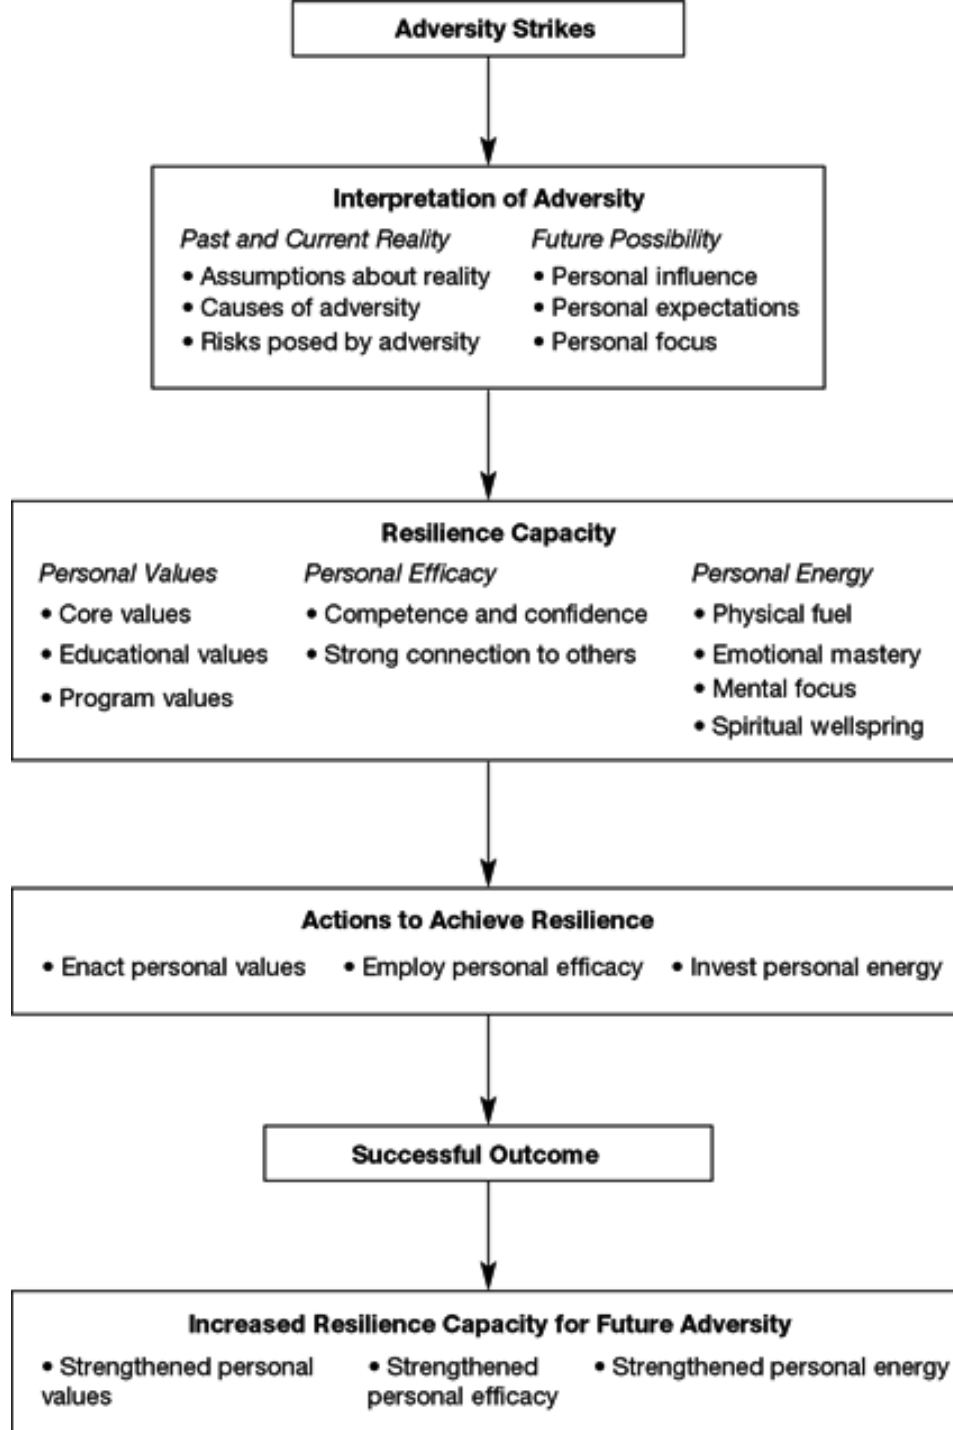 Adversity Strikes
Interpretation of Adversity
Past and Current Reality
• Assumptions about reality
• Causes of adversity
• Risks posed by adversity
Future Possibility
• Personal influence
• Personal expectations
• Personal focus
Resilience Capacity
Personal Values
• Core values
• Educational values
• Program values
Personal Efficacy
• Competence and confidence
• Strong connection to others
Personal Energy
• Physical fuel
• Emotional mastery
• Mental focus
• Spiritual wellspring
Actions to Achieve Resilience
• Enact personal values
• Employ personal efficacy
• Invest personal energy
Successful Outcome
Increased Resilience Capacity for Future Adversity
• Strengthened personal
values
• Strengthened
personal efficacy
• Strengthened personal energy